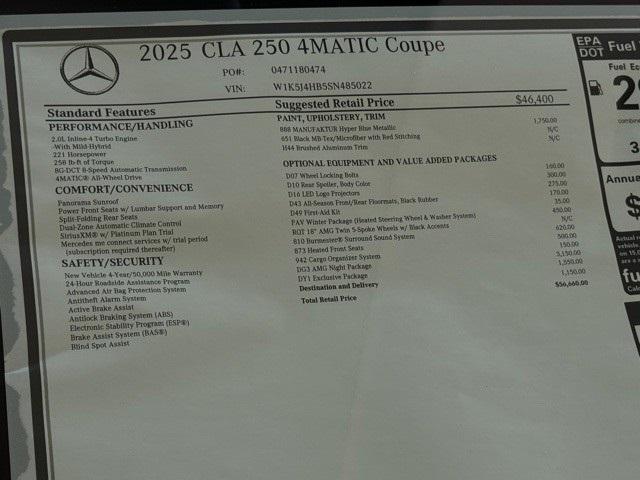 2025 CLA 250 4MATIC Coupe
PO#: 0471180474
VIN: W1K5J4HB5SN485022
Standard Features
Suggested Retail Price $46,400
PERFORMANCE/HANDLING
2.0L Inline-4 Turbo Engine
-With Mild-Hybrid
221 Horsepower
258 lb-ft of Torque
8G-DCT 8-Speed Automatic Transmission
4MATIC® All-Wheel Drive
COMFORT/CONVENIENCE
Panorama Sunroof
Power Front Seats w/ Lumbar Support and Memory
Split-Folding Rear Seats
Dual-Zone Automatic Climate Control
SiriusXM® w/ Platinum Plan Trial
Mercedes me connect services w/ trial period
(subscription required thereafter)
SAFETY/SECURITY
New Vehicle 4-Year/50,000 Mile Warranty
24-Hour Roadside Assistance Program
Advanced Air Bag Protection System
Antitheft Alarm System
Active Brake Assist
Antilock Braking System (ABS)
Electronic Stability Program (ESP®)
Brake Assist System (BAS®)
Blind Spot Assist
PAINT, UPHOLSTERY, TRIM
888 MANUFAKTUR Hyper Blue Metallic 1,750.00
651 Black MB-Tex/Microfiber with Red Stitching N/C
H44 Brushed Aluminum Trim N/C
OPTIONAL EQUIPMENT AND VALUE ADDED PACKAGES
D07 Wheel Locking Bolts 160.00
D10 Rear Spoiler, Body Color 300.00
D16 LED Logo Projectors 275.00
D43 All-Season Front/Rear Floormats, Black Rubber 170.00
D49 First-Aid Kit 35.00
PAV Winter Package (Heated Steering Wheel & Washer System) 450.00
RQT 18" AMG Twin 5-Spoke Wheels w/ Black Accents N/C
810 Burmester® Surround Sound System 620.00
873 Heated Front Seats 500.00
942 Cargo Organizer System 150.00
DG3 AMG Night Package 3,150.00
DY1 Exclusive Package 1,550.00
Destination and Delivery 1,150.00
Total Retail Price $56,660.00
EPA
DOT
Fuel
Fuel Ec
2
3
Annua
$
Actual r
fu